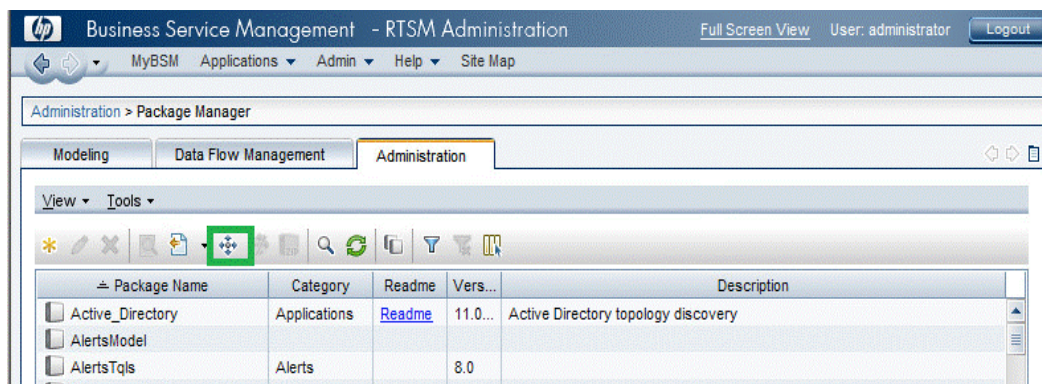 hp Business Service Management - RTSM Administration Full Screen View User: administrator Logout
MyBSM Applications Admin Help Site Map
Administration > Package Manager
Modeling Data Flow Management Administration
View Tools
Package Name Category Readme Vers... Description
Active_Directory Applications Readme 11.0... Active Directory topology discovery
AlertsModel
AlertsTqls Alerts 8.0